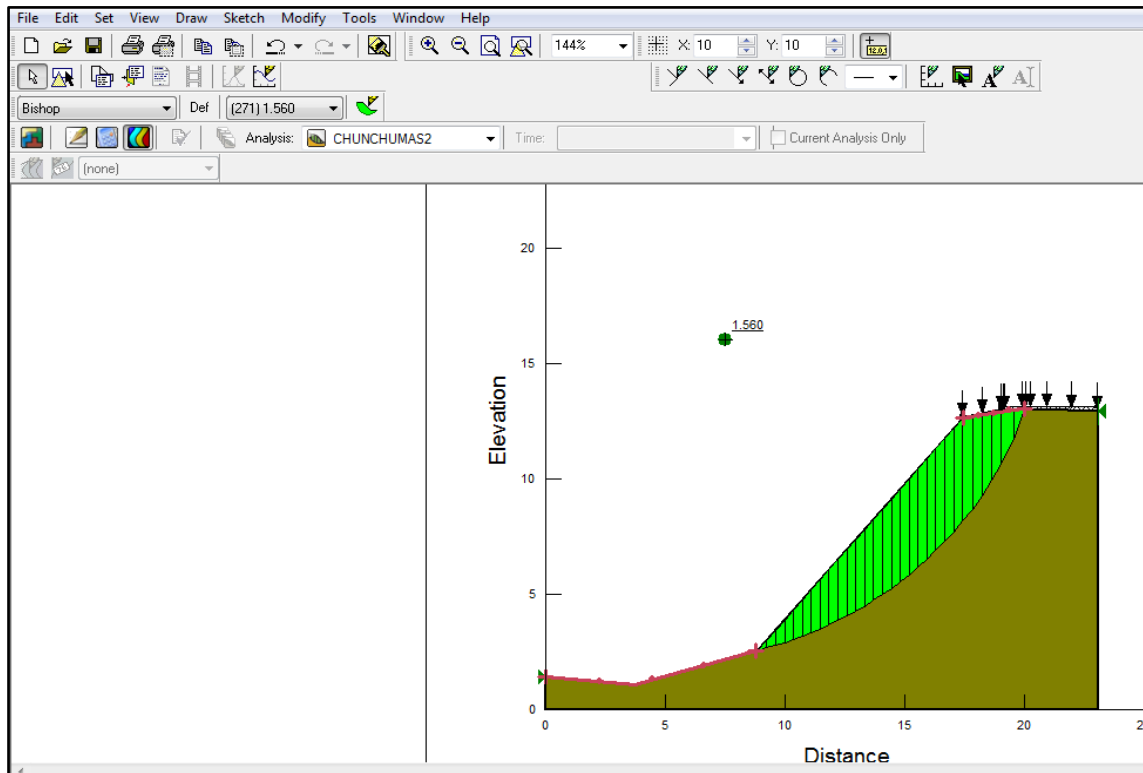 File Edit Set View Draw Sketch Modify Tools Window Help
144% X: 10 Y: 10
Bishop Def (271) 1.560
Analysis: CHUNCHUMAS2 Time: Current Analysis Only
(none)
20
1.560
15
Elevation
10
5
0
0 5 10 15 20
Distance